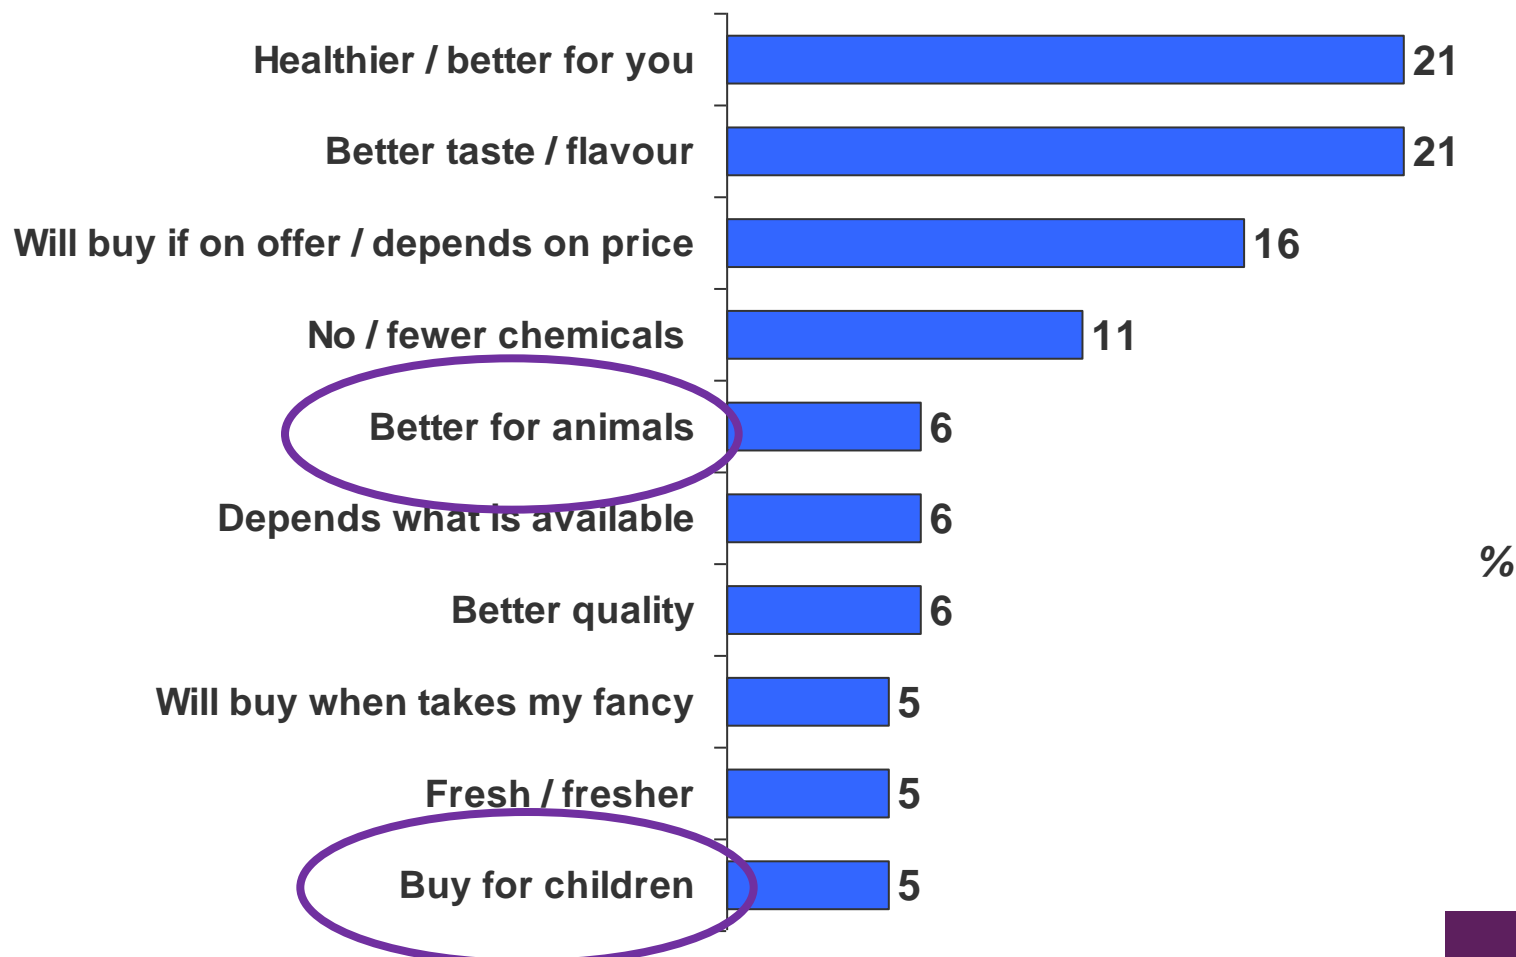 Healthier / better for you 21
Better taste / flavour 21
Will buy if on offer / depends on price 16
No / fewer chemicals 11
Better for animals 6
Depends what is available 6
%
Better quality 6
Will buy when takes my fancy 5
Fresh / fresher 5
Buy for children 5